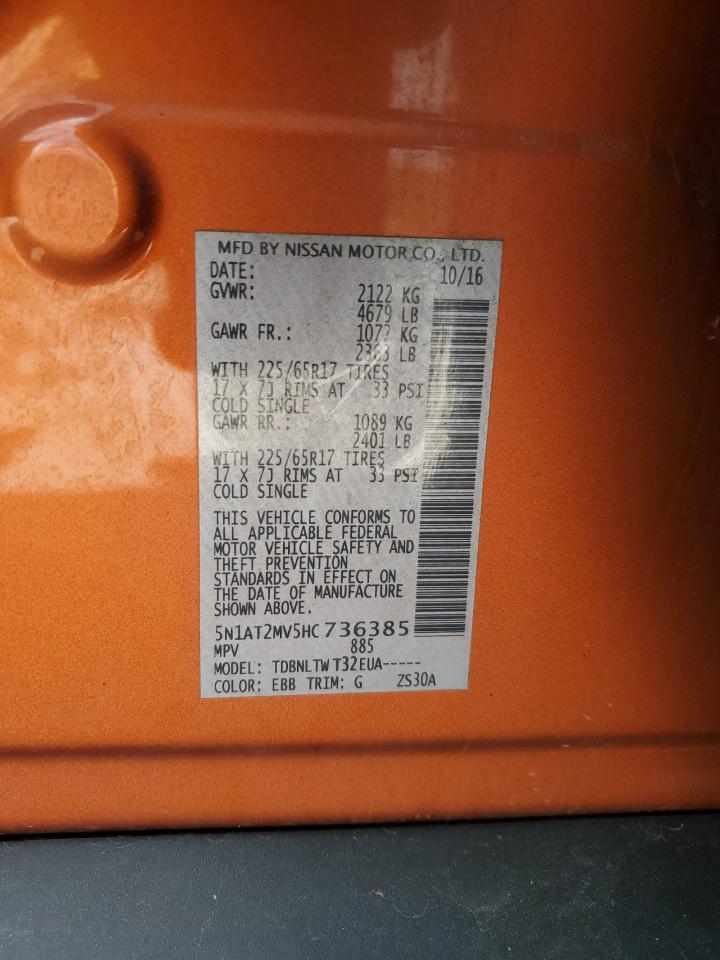 MFD BY NISSAN MOTOR CO., LTD.
DATE: 10/16
GVWR: 2122 KG
4679 LB
GAWR FR.: 1072 KG
2363 LB
WITH 225/65R17 TIRES
17 X 7J RIMS AT 33 PSI
COLD SINGLE
GAWR RR.: 1089 KG
2401 LB
WITH 225/65R17 TIRES
17 X 7J RIMS AT 33 PSI
COLD SINGLE
THIS VEHICLE CONFORMS TO
ALL APPLICABLE FEDERAL
MOTOR VEHICLE SAFETY AND
THEFT PREVENTION
STANDARDS IN EFFECT ON
THE DATE OF MANUFACTURE
SHOWN ABOVE.
5N1AT2MV5HC736385
MPV 885
MODEL: TDBNLTW T32EUA-----
COLOR: EBB TRIM: G ZS30A